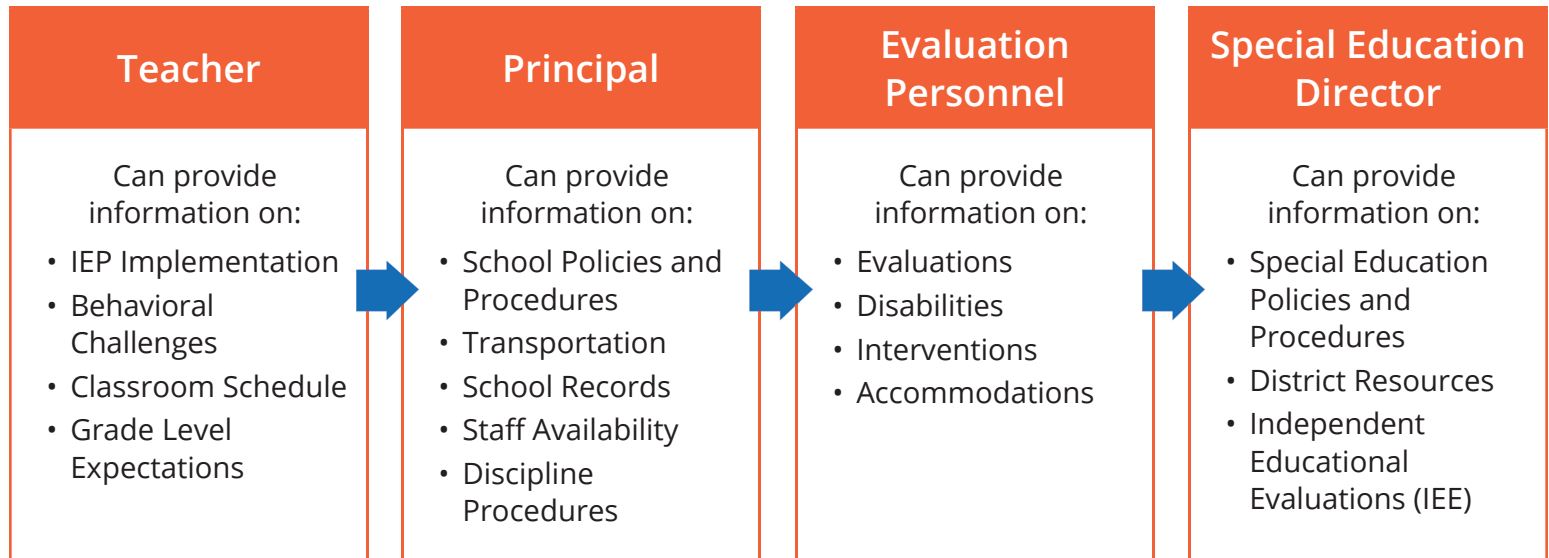 Teacher
Can provide
information on:
• IEP Implementation
• Behavioral
Challenges
• Classroom Schedule
• Grade Level
Expectations
Principal
Can provide
information on:
• School Policies and
Procedures
• Transportation
• School Records
• Staff Availability
• Discipline
Procedures
Evaluation
Personnel
Can provide
information on:
• Evaluations
• Disabilities
• Interventions
• Accommodations
Special Education
Director
Can provide
information on:
• Special Education
Policies and
Procedures
• District Resources
• Independent
Educational
Evaluations (IEE)